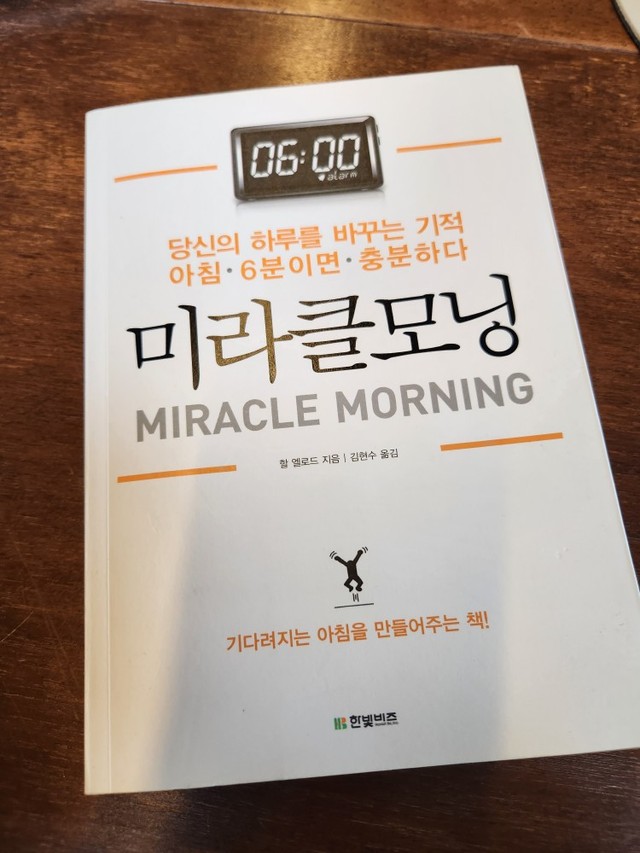 06:00
alarm
당신의 하루를 바꾸는 기적
아침·6분이면·충분하다
미라클모닝
MIRACLE MORNING
할 엘로드 지음 | 김현수 옮김
기다려지는 아침을 만들어주는 책!
한빛비즈